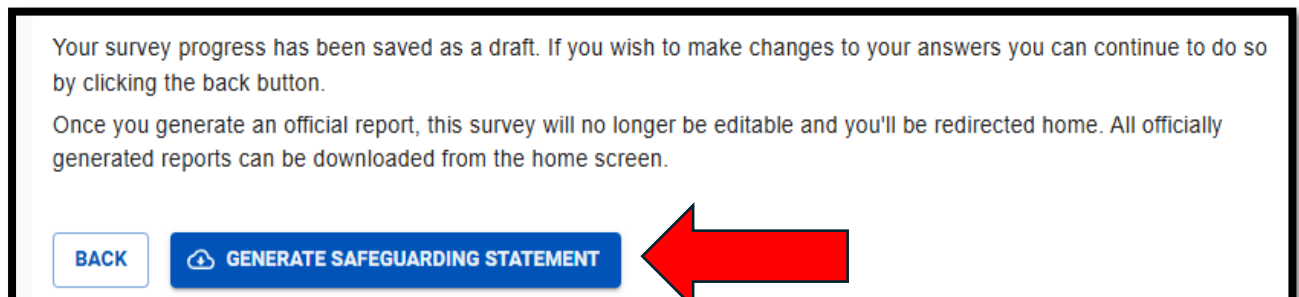 Your survey progress has been saved as a draft. If you wish to make changes to your answers you can continue to do so
by clicking the back button.
Once you generate an official report, this survey will no longer be editable and you'll be redirected home. All officially
generated reports can be downloaded from the home screen.
BACK
GENERATE SAFEGUARDING STATEMENT